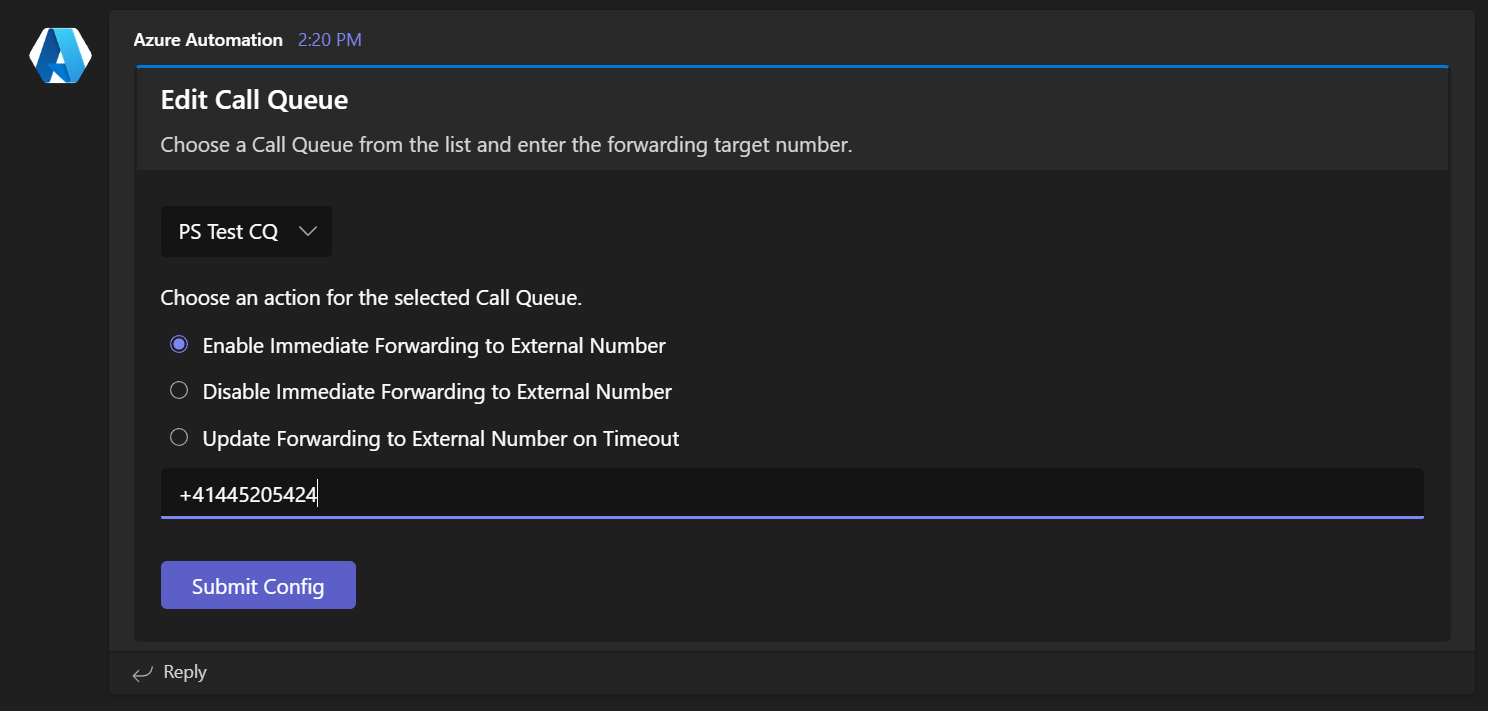 Azure Automation 2:20 PM
Edit Call Queue
Choose a Call Queue from the list and enter the forwarding target number.
PS Test CQ
Choose an action for the selected Call Queue.
Enable Immediate Forwarding to External Number
Disable Immediate Forwarding to External Number
Update Forwarding to External Number on Timeout
+41445205424
Submit Config
Reply